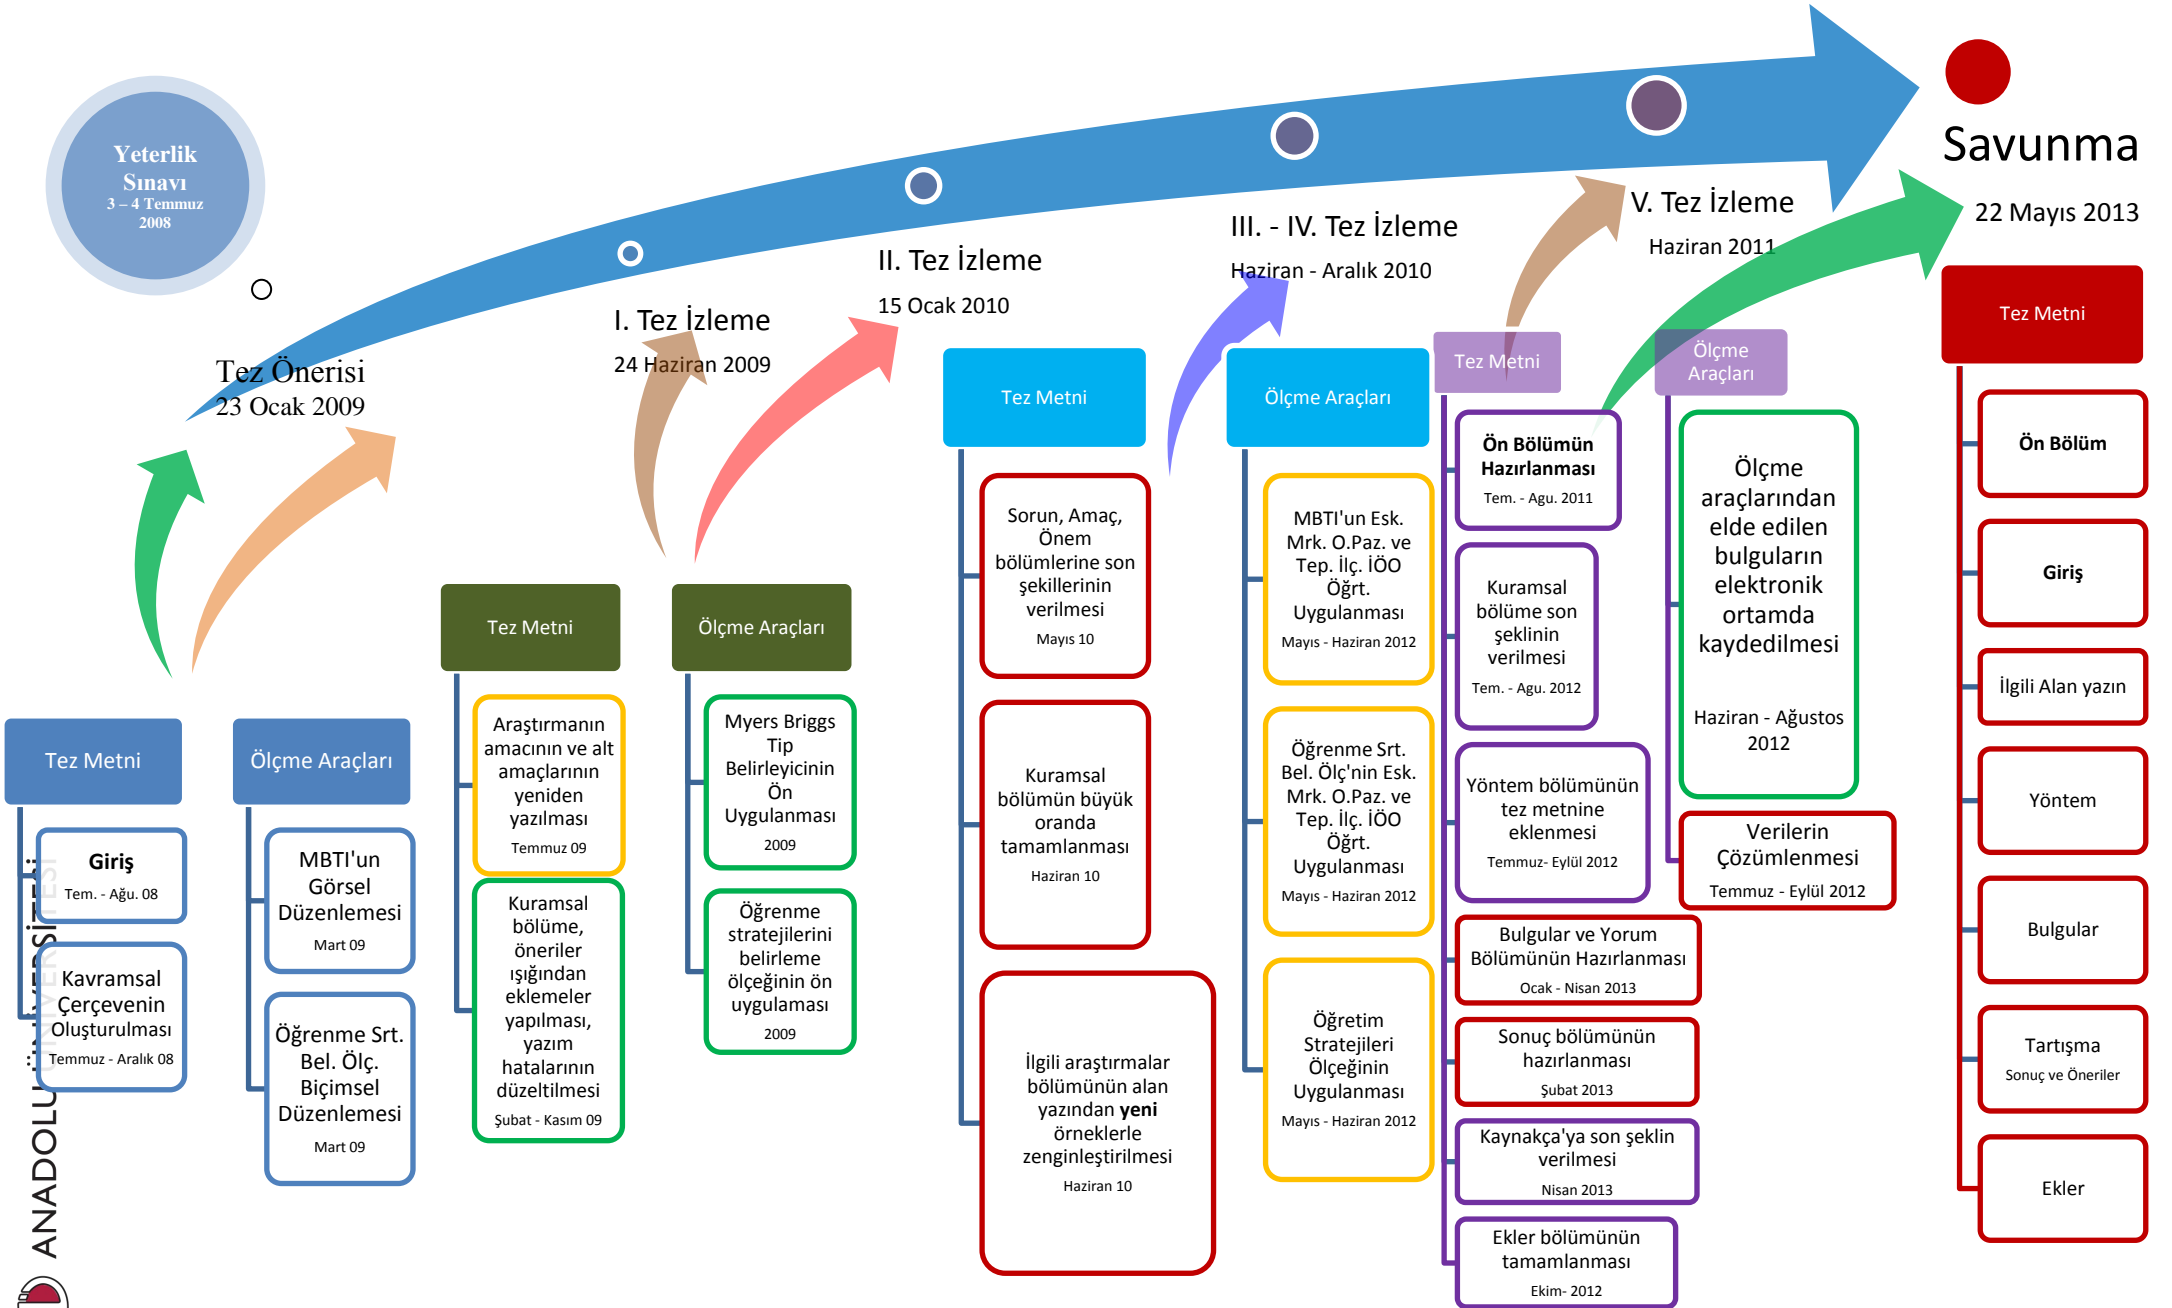 Yeterlik
Sınavı
3 – 4 Temmuz
2008
Tez Önerisi
23 Ocak 2009
I. Tez İzleme
24 Haziran 2009
II. Tez İzleme
15 Ocak 2010
III. - IV. Tez İzleme
Haziran - Aralık 2010
V. Tez İzleme
Haziran 2011
Savunma
22 Mayıs 2013
Tez Metni
Giriş
Tem. - Ağu. 08
Kavramsal
Çerçevenin
Oluşturulması
Temmuz - Aralık 08
Ölçme Araçları
MBTI'un
Görsel
Düzenlemesi
Mart 09
Öğrenme Srt.
Bel. Ölç.
Biçimsel
Düzenlemesi
Mart 09
Tez Metni
Araştırmanın
amacının ve alt
amaçlarının
yeniden
yazılması
Temmuz 09
Kuramsal
bölüme,
öneriler
ışığından
eklemeler
yapılması,
yazım
hatalarının
düzeltilmesi
Şubat - Kasım 09
Ölçme Araçları
Myers Briggs
Tip
Belirleyicinin
Ön
Uygulanması
2009
Öğrenme
stratejilerini
belirleme
ölçeğinin ön
uygulaması
2009
Tez Metni
Sorun, Amaç,
Önem
bölümlerine son
şekillerinin
verilmesi
Mayıs 10
Kuramsal
bölümün büyük
oranda
tamamlanması
Haziran 10
İlgili araştırmalar
bölümünün alan
yazından yeni
örneklerle
zenginleştirilmesi
Haziran 10
Ölçme Araçları
MBTI'un Esk.
Mrk. O.Paz. ve
Tep. İlç. İÖO
Öğrt.
Uygulanması
Mayıs - Haziran 2012
Öğrenme Srt.
Bel. Ölç'nin Esk.
Mrk. O.Paz. ve
Tep. İlç. İÖO
Öğrt.
Uygulanması
Mayıs - Haziran 2012
Öğretim
Stratejileri
Ölçeğinin
Uygulanması
Mayıs - Haziran 2012
Tez Metni
Ön Bölümün
Hazırlanması
Tem. - Agu. 2011
Kuramsal
bölüme son
şeklinin
verilmesi
Tem. - Agu. 2012
Yöntem bölümünün
tez metnine
eklenmesi
Temmuz- Eylül 2012
Bulgular ve Yorum
Bölümünün Hazırlanması
Ocak - Nisan 2013
Sonuç bölümünün
hazırlanması
Şubat 2013
Kaynakça'ya son şeklin
verilmesi
Nisan 2013
Ekler bölümünün
tamamlanması
Ekim- 2012
Ölçme
Araçları
Ölçme
araçlarından
elde edilen
bulguların
elektronik
ortamda
kaydedilmesi
Haziran - Ağustos
2012
Verilerin
Çözümlenmesi
Temmuz - Eylül 2012
Tez Metni
Ön Bölüm
Giriş
İlgili Alan yazın
Yöntem
Bulgular
Tartışma
Sonuç ve Öneriler
Ekler
ANADOLU ÜNİVERSİTESİ